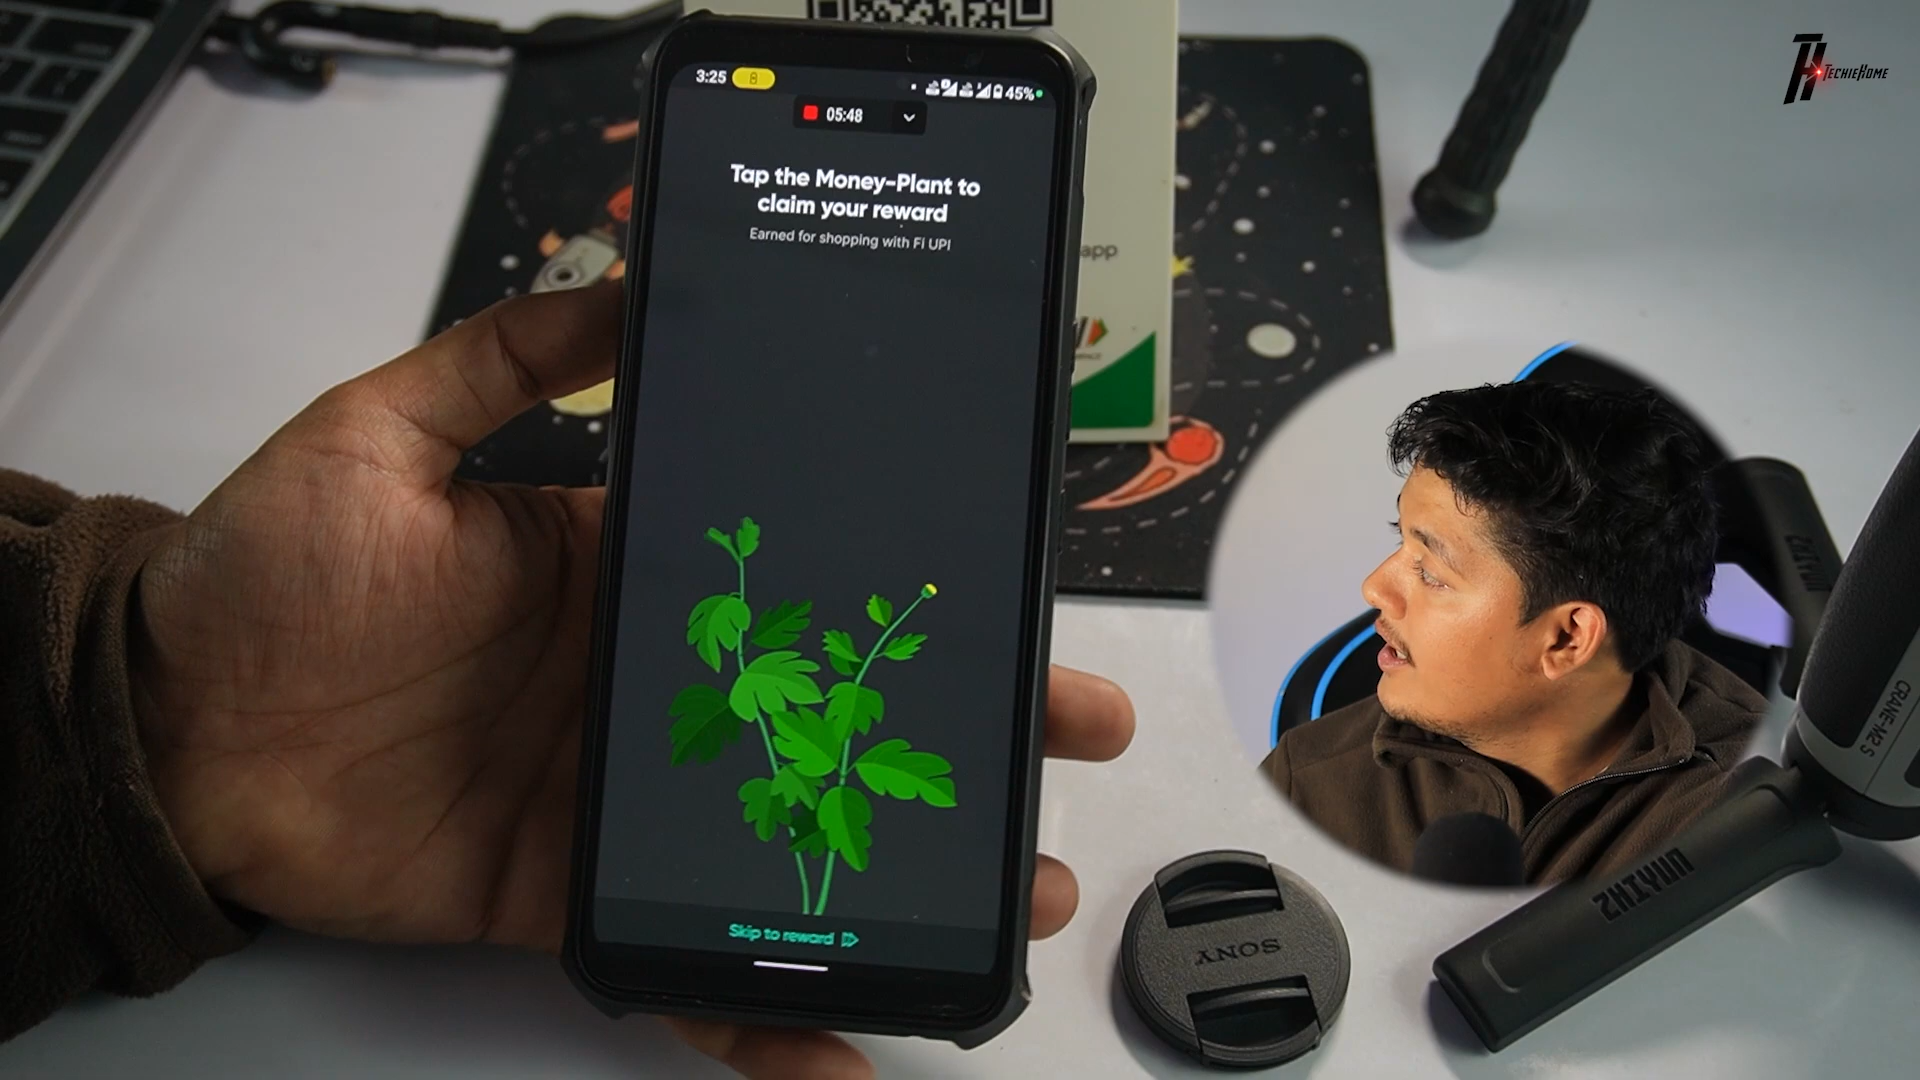 TECHIEHOME
3:25
45%
05:48
Tap the Money-Plant to
claim your reward
Earned for shopping with Fi UPI
app
Skip to reward
SONY
ZHIYUN
CRANE-M2 S
ZHIYUN